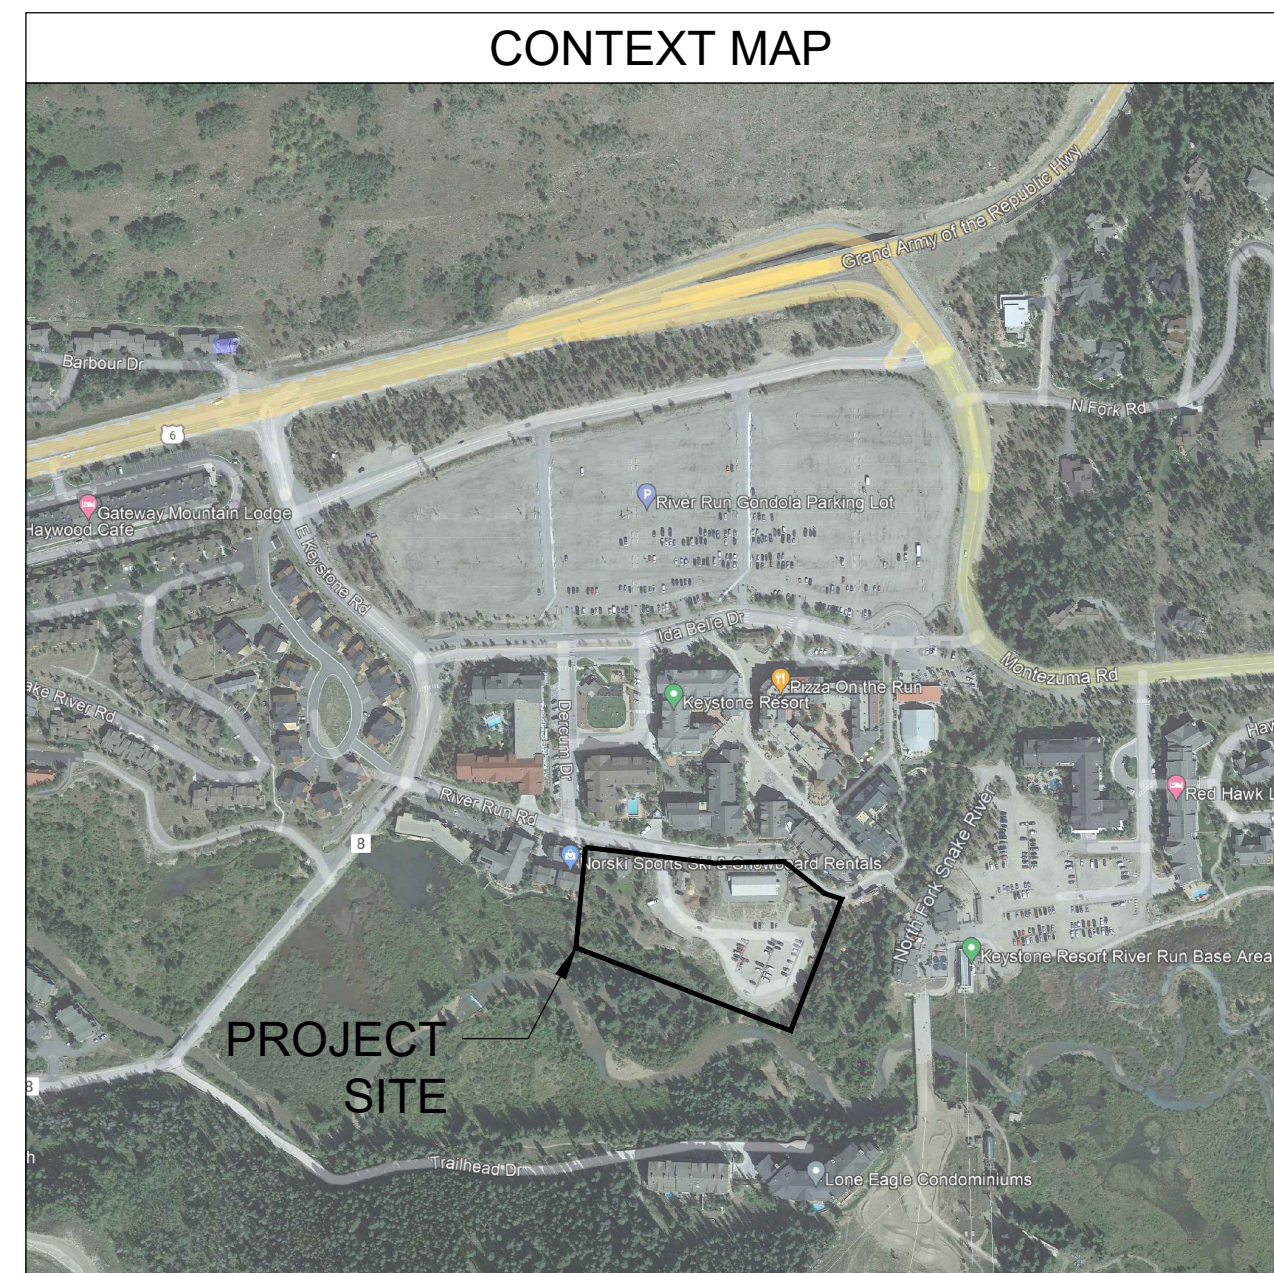 CONTEXT MAP
Grand Army of the Republic Hwy
Barbour Dr
N Fork Rd
6
River Run Gondola Parking Lot
Gateway Mountain Lodge
Haywood Cafe
E Keystone Rd
Ida Belle Dr
Montezuma Rd
Pizza On the Run
Keystone Resort
ake River Rd
Dercum Dr
Haw
Red Hawk L
River Run Rd
8
Norski Sports Ski & Snowboard Rentals
North Fork Snake River
Keystone Resort River Run Base Area
PROJECT
SITE
8
h
Trailhead Dr
Lone Eagle Condominiums